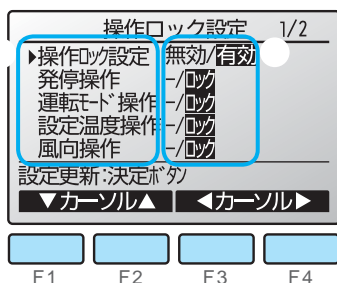 操作ロック設定 1/2
▶操作ロック設定 無効/有効
発停操作 -/ロック
運転モード操作 -/ロック
設定温度操作 -/ロック
風向操作 -/ロック
設定更新:決定ボタン
▼カーソル▲ ◀カーソル▶
F1 F2 F3 F4